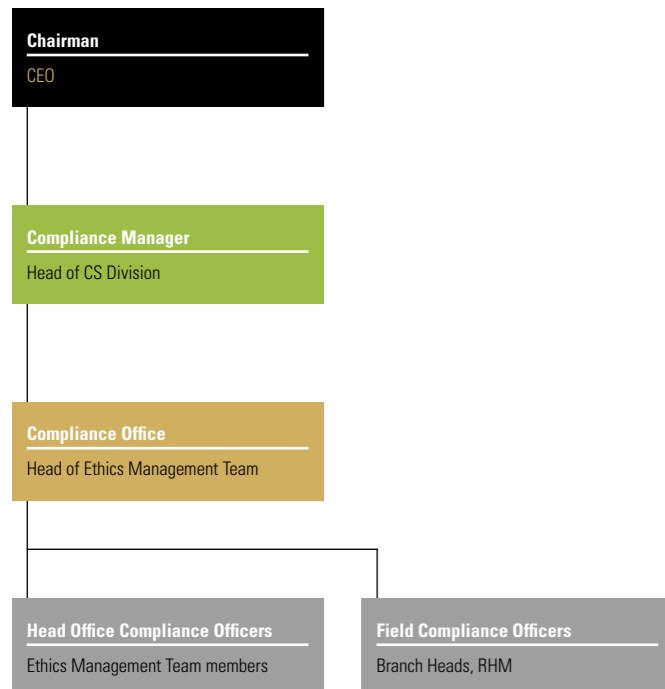 Chairman
CEO
Compliance Manager
Head of CS Division
Compliance Office
Head of Ethics Management Team
Head Office Compliance Officers
Ethics Management Team members
Field Compliance Officers
Branch Heads, RHM